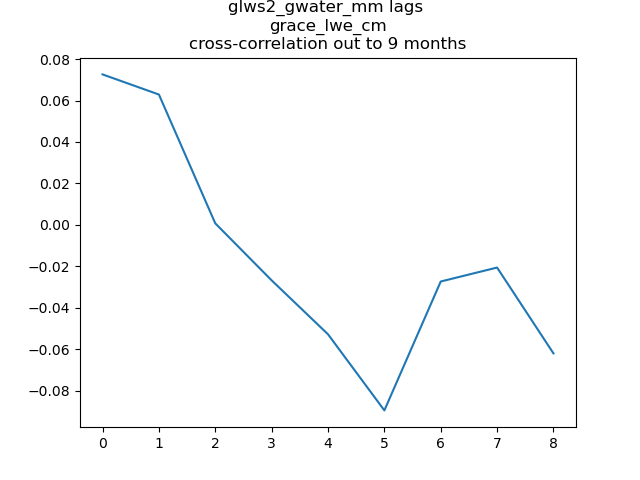 glws2_gwater_mm lags
grace_lwe_cm
cross-correlation out to 9 months
0.08
0.06
0.04
0.02
0.00
−0.02
−0.04
−0.06
−0.08
0 1 2 3 4 5 6 7 8